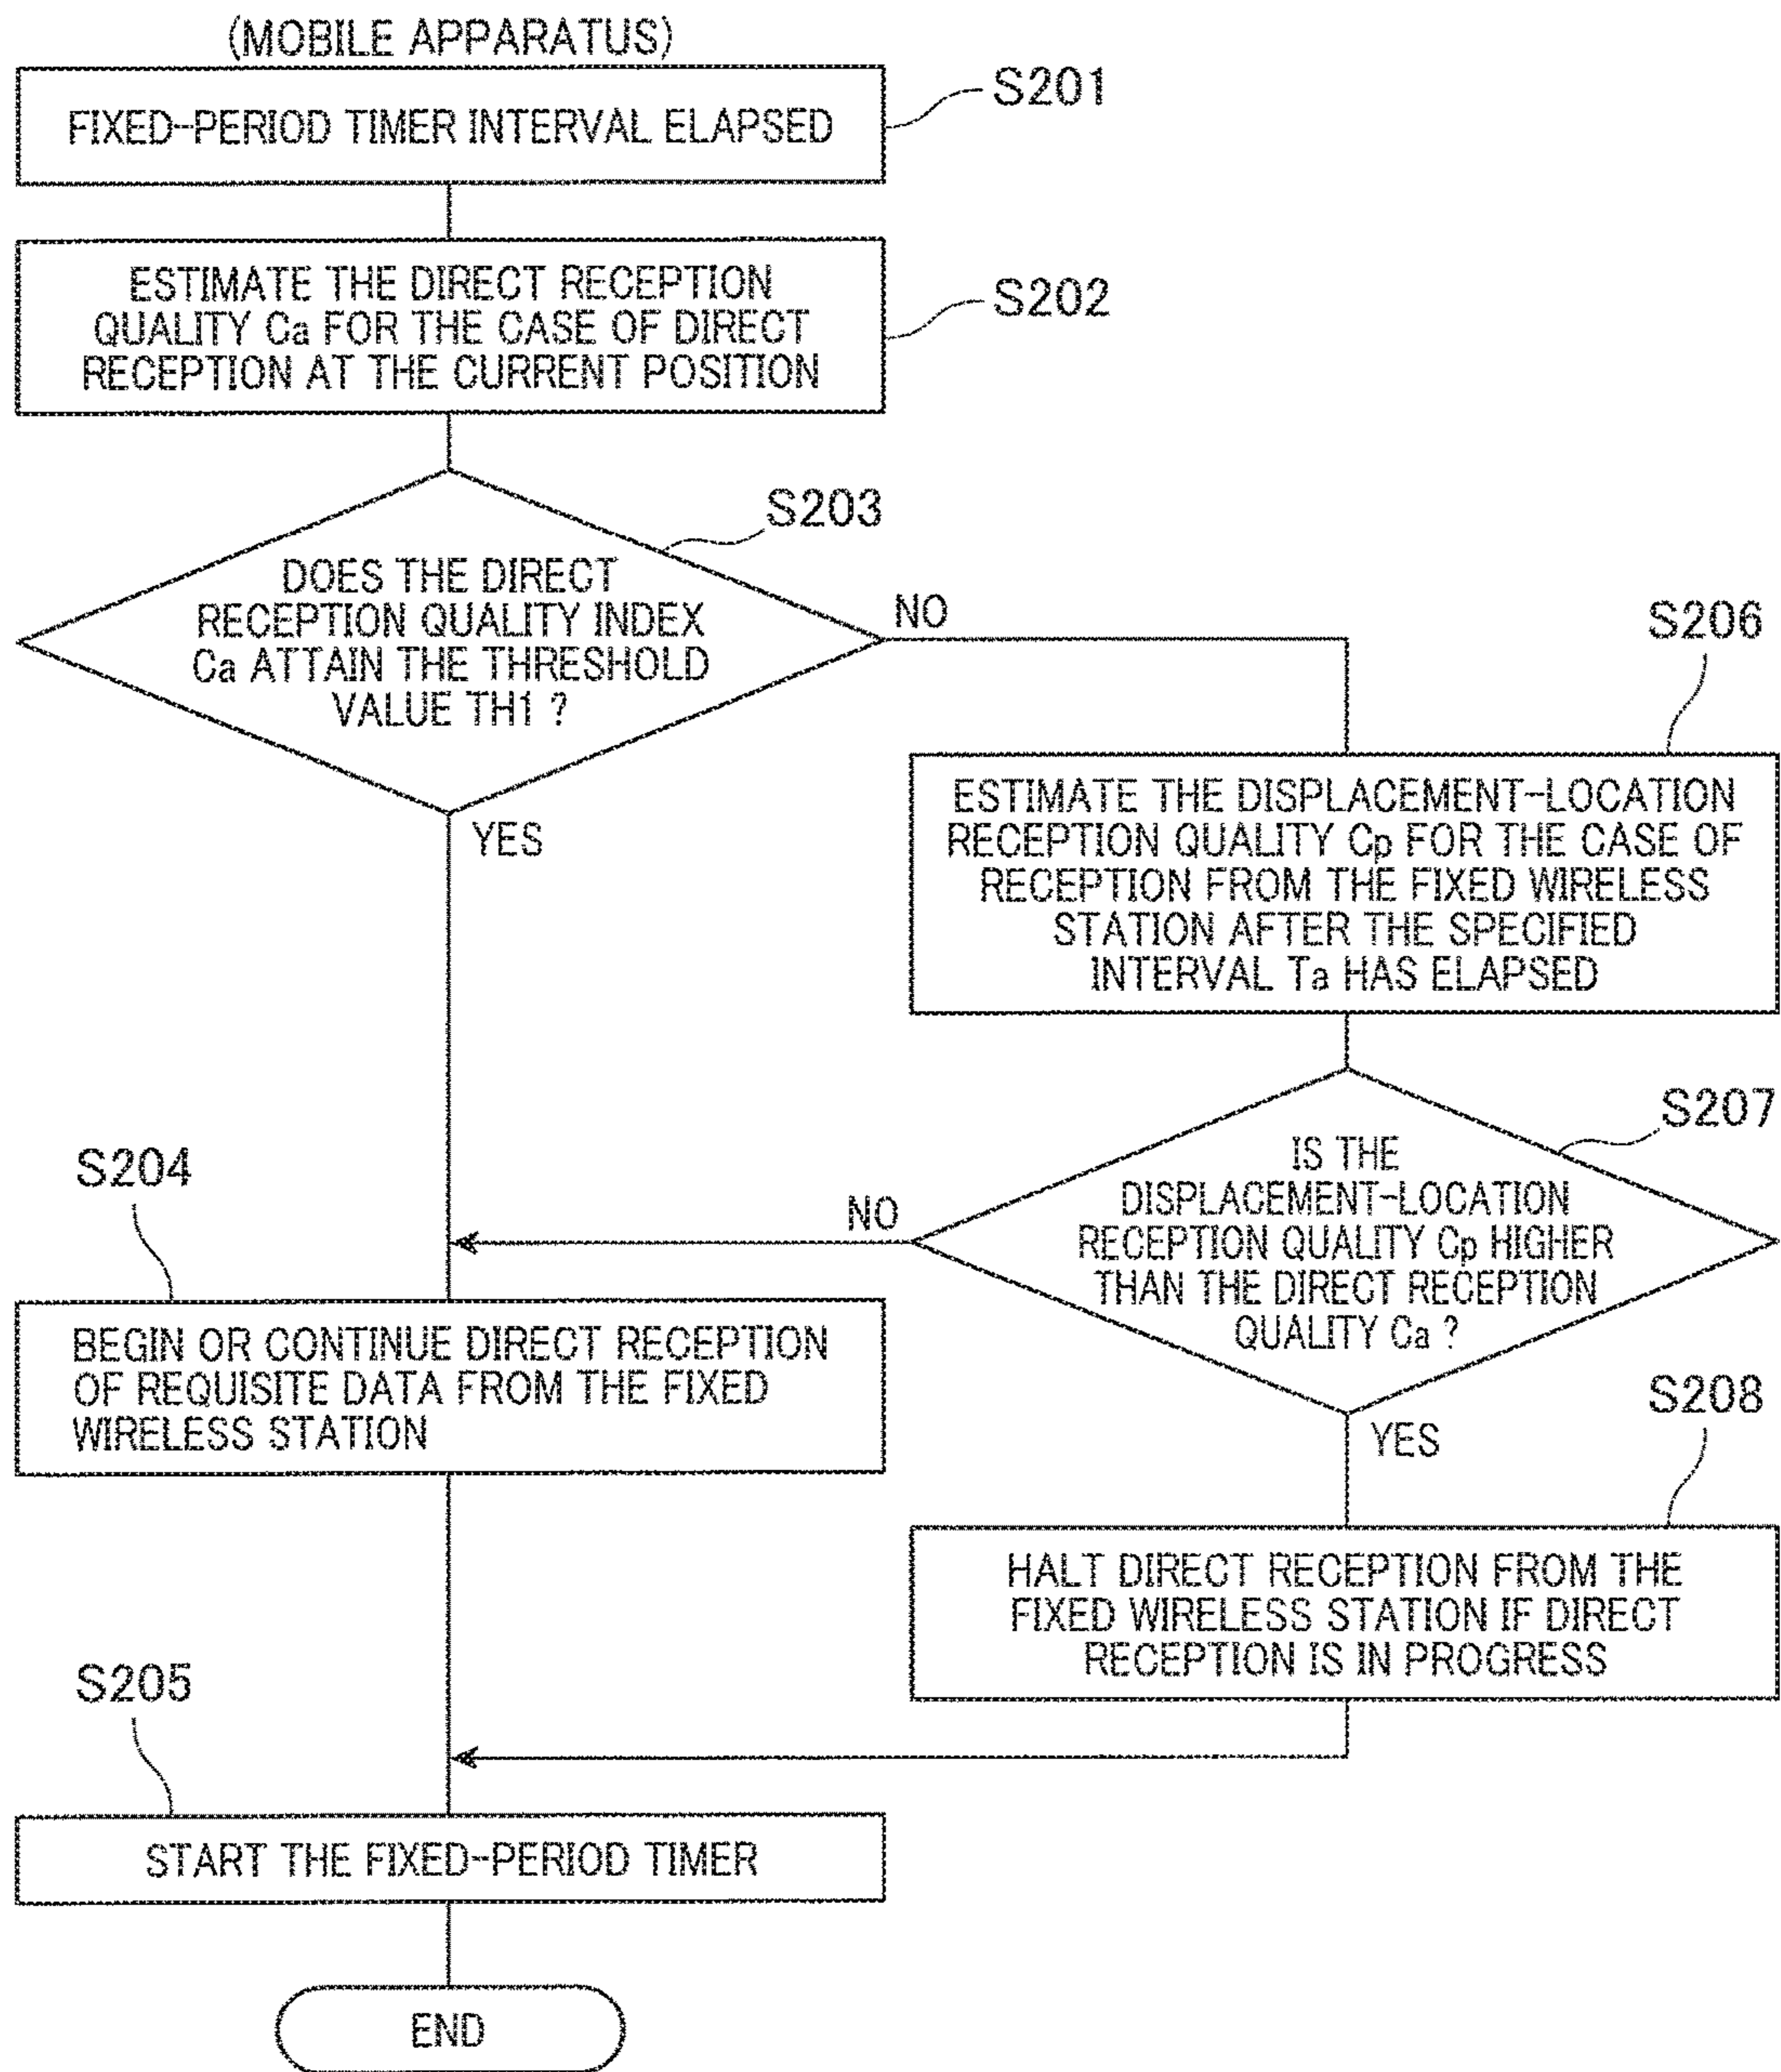 (MOBILE APPARATUS)
FIXED-PERIOD TIMER INTERVAL ELAPSED
S201
ESTIMATE THE DIRECT RECEPTION
QUALITY Ca FOR THE CASE OF DIRECT
RECEPTION AT THE CURRENT POSITION
S202
S203
DOES THE DIRECT
RECEPTION QUALITY INDEX
Ca ATTAIN THE THRESHOLD
VALUE TH1 ?
NO
YES
S206
ESTIMATE THE DISPLACEMENT-LOCATION
RECEPTION QUALITY Cp FOR THE CASE OF
RECEPTION FROM THE FIXED WIRELESS
STATION AFTER THE SPECIFIED
INTERVAL Ta HAS ELAPSED
S207
IS THE
DISPLACEMENT-LOCATION
RECEPTION QUALITY Cp HIGHER
THAN THE DIRECT RECEPTION
QUALITY Ca ?
NO
YES
S204
BEGIN OR CONTINUE DIRECT RECEPTION
OF REQUISITE DATA FROM THE FIXED
WIRELESS STATION
S208
HALT DIRECT RECEPTION FROM THE
FIXED WIRELESS STATION IF DIRECT
RECEPTION IS IN PROGRESS
S205
START THE FIXED-PERIOD TIMER
END